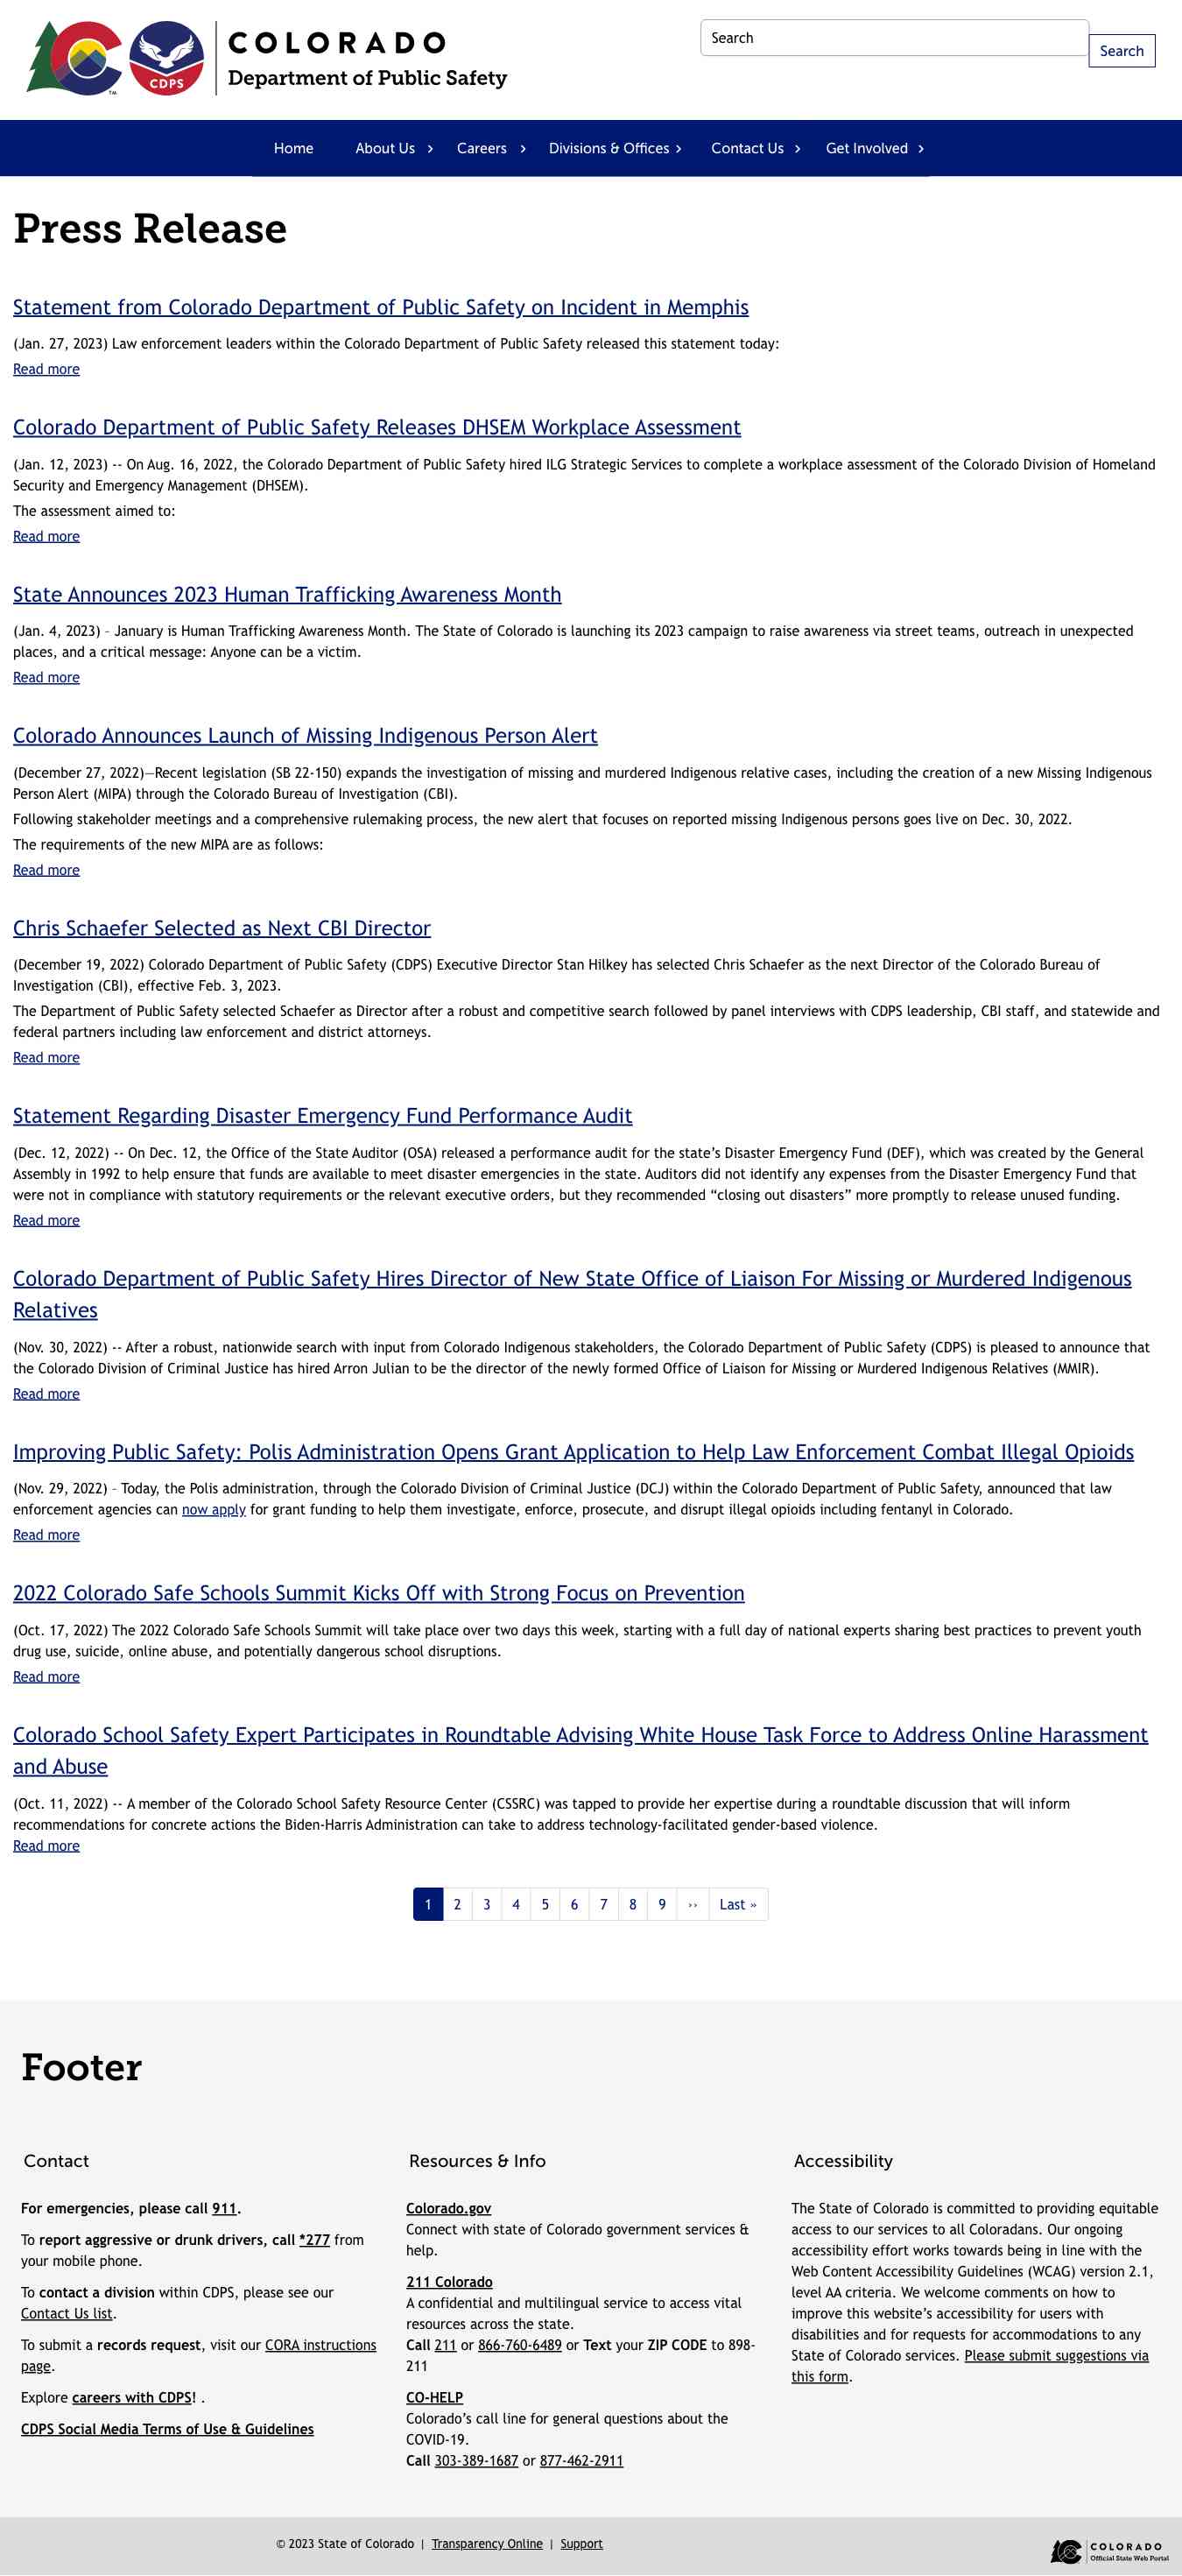 CDPS
TM
COLORADO
Department of Public Safety
Search
Search
Home
About Us
Careers
Divisions & Offices
Contact Us
Get Involved
Press Release
Statement from Colorado Department of Public Safety on Incident in Memphis
(Jan. 27, 2023) Law enforcement leaders within the Colorado Department of Public Safety released this statement today:
Read more
Colorado Department of Public Safety Releases DHSEM Workplace Assessment
(Jan. 12, 2023) -- On Aug. 16, 2022, the Colorado Department of Public Safety hired ILG Strategic Services to complete a workplace assessment of the Colorado Division of Homeland
Security and Emergency Management (DHSEM).
The assessment aimed to:
Read more
State Announces 2023 Human Trafficking Awareness Month
(Jan. 4, 2023) – January is Human Trafficking Awareness Month. The State of Colorado is launching its 2023 campaign to raise awareness via street teams, outreach in unexpected
places, and a critical message: Anyone can be a victim.
Read more
Colorado Announces Launch of Missing Indigenous Person Alert
(December 27, 2022)—Recent legislation (SB 22-150) expands the investigation of missing and murdered Indigenous relative cases, including the creation of a new Missing Indigenous
Person Alert (MIPA) through the Colorado Bureau of Investigation (CBI).
Following stakeholder meetings and a comprehensive rulemaking process, the new alert that focuses on reported missing Indigenous persons goes live on Dec. 30, 2022.
The requirements of the new MIPA are as follows:
Read more
Chris Schaefer Selected as Next CBI Director
(December 19, 2022) Colorado Department of Public Safety (CDPS) Executive Director Stan Hilkey has selected Chris Schaefer as the next Director of the Colorado Bureau of
Investigation (CBI), effective Feb. 3, 2023.
The Department of Public Safety selected Schaefer as Director after a robust and competitive search followed by panel interviews with CDPS leadership, CBI staff, and statewide and
federal partners including law enforcement and district attorneys.
Read more
Statement Regarding Disaster Emergency Fund Performance Audit
(Dec. 12, 2022) -- On Dec. 12, the Office of the State Auditor (OSA) released a performance audit for the state’s Disaster Emergency Fund (DEF), which was created by the General
Assembly in 1992 to help ensure that funds are available to meet disaster emergencies in the state. Auditors did not identify any expenses from the Disaster Emergency Fund that
were not in compliance with statutory requirements or the relevant executive orders, but they recommended “closing out disasters” more promptly to release unused funding.
Read more
Colorado Department of Public Safety Hires Director of New State Office of Liaison For Missing or Murdered Indigenous
Relatives
(Nov. 30, 2022) -- After a robust, nationwide search with input from Colorado Indigenous stakeholders, the Colorado Department of Public Safety (CDPS) is pleased to announce that
the Colorado Division of Criminal Justice has hired Arron Julian to be the director of the newly formed Office of Liaison for Missing or Murdered Indigenous Relatives (MMIR).
Read more
Improving Public Safety: Polis Administration Opens Grant Application to Help Law Enforcement Combat Illegal Opioids
(Nov. 29, 2022) – Today, the Polis administration, through the Colorado Division of Criminal Justice (DCJ) within the Colorado Department of Public Safety, announced that law
enforcement agencies can now apply for grant funding to help them investigate, enforce, prosecute, and disrupt illegal opioids including fentanyl in Colorado.
Read more
2022 Colorado Safe Schools Summit Kicks Off with Strong Focus on Prevention
(Oct. 17, 2022) The 2022 Colorado Safe Schools Summit will take place over two days this week, starting with a full day of national experts sharing best practices to prevent youth
drug use, suicide, online abuse, and potentially dangerous school disruptions.
Read more
Colorado School Safety Expert Participates in Roundtable Advising White House Task Force to Address Online Harassment
and Abuse
(Oct. 11, 2022) -- A member of the Colorado School Safety Resource Center (CSSRC) was tapped to provide her expertise during a roundtable discussion that will inform
recommendations for concrete actions the Biden-Harris Administration can take to address technology-facilitated gender-based violence.
Read more
1 2 3 4 5 6 7 8 9 ›› Last »
Footer
Contact
For emergencies, please call 911.
To report aggressive or drunk drivers, call *277 from
your mobile phone.
To contact a division within CDPS, please see our
Contact Us list.
To submit a records request, visit our CORA instructions
page.
Explore careers with CDPS! .
CDPS Social Media Terms of Use & Guidelines
Resources & Info
Colorado.gov
Connect with state of Colorado government services &
help.
211 Colorado
A confidential and multilingual service to access vital
resources across the state.
Call 211 or 866-760-6489 or Text your ZIP CODE to 898-
211
CO-HELP
Colorado’s call line for general questions about the
COVID-19.
Call 303-389-1687 or 877-462-2911
Accessibility
The State of Colorado is committed to providing equitable
access to our services to all Coloradans. Our ongoing
accessibility effort works towards being in line with the
Web Content Accessibility Guidelines (WCAG) version 2.1,
level AA criteria. We welcome comments on how to
improve this website’s accessibility for users with
disabilities and for requests for accommodations to any
State of Colorado services. Please submit suggestions via
this form.
© 2023 State of Colorado | Transparency Online | Support
COLORADO
Official State Web Portal